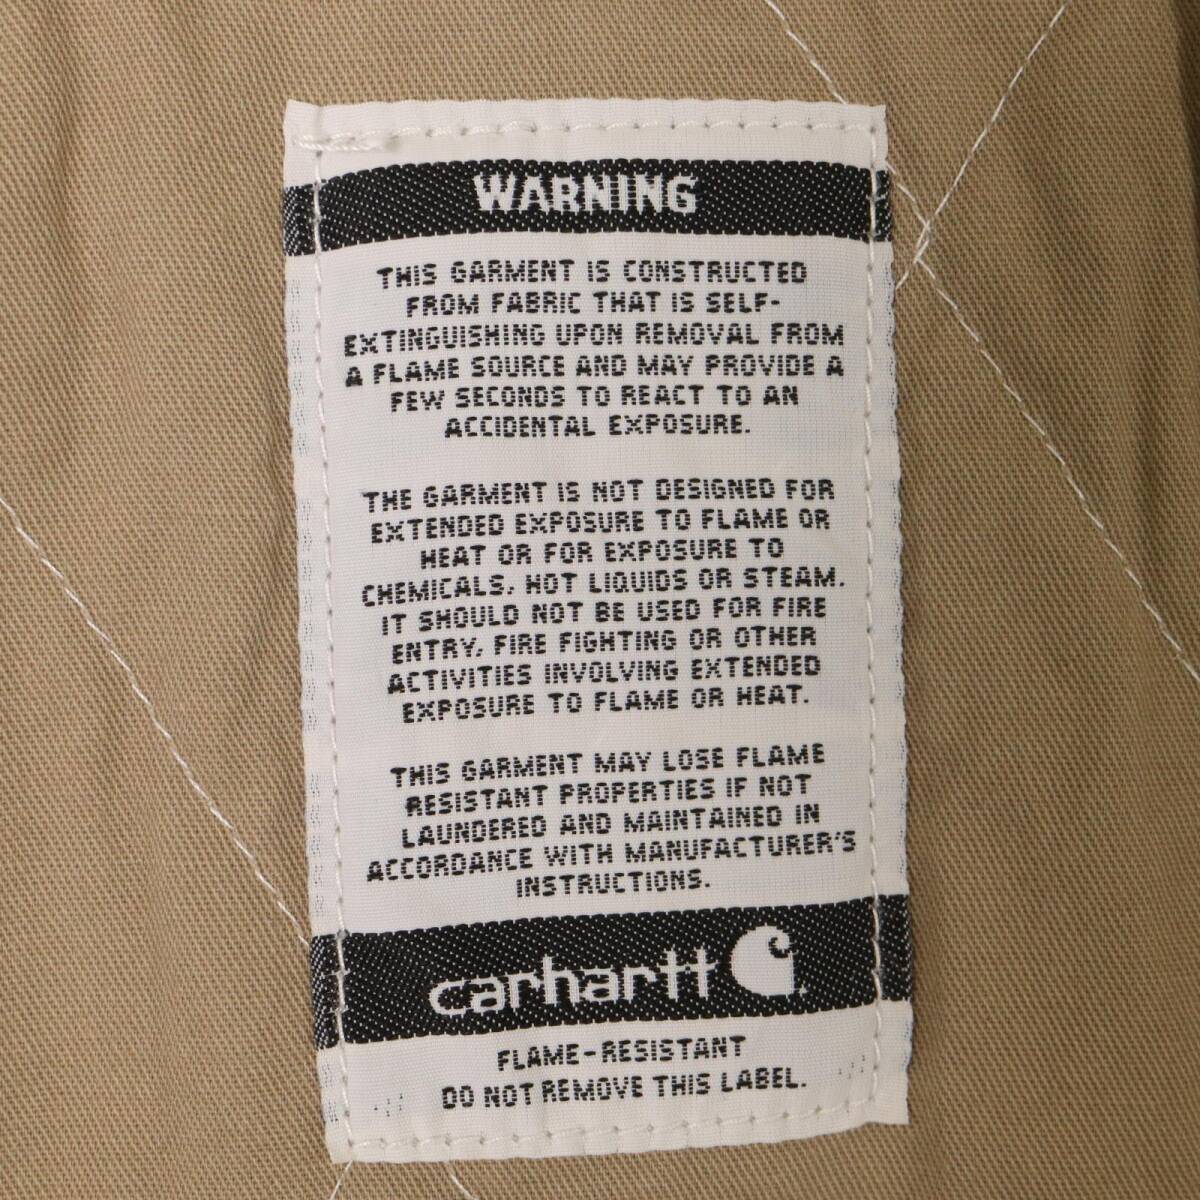 WARNING
THIS GARMENT IS CONSTRUCTED
FROM FABRIC THAT IS SELF-
EXTINGUISHING UPON REMOVAL FROM
A FLAME SOURCE AND MAY PROVIDE A
FEW SECONDS TO REACT TO AN
ACCIDENTAL EXPOSURE.
THE GARMENT IS NOT DESIGNED FOR
EXTENDED EXPOSURE TO FLAME OR
HEAT OR FOR EXPOSURE TO
CHEMICALS, HOT LIQUIDS OR STEAM.
IT SHOULD NOT BE USED FOR FIRE
ENTRY, FIRE FIGHTING OR OTHER
ACTIVITIES INVOLVING EXTENDED
EXPOSURE TO FLAME OR HEAT.
THIS GARMENT MAY LOSE FLAME
RESISTANT PROPERTIES IF NOT
LAUNDERED AND MAINTAINED IN
ACCORDANCE WITH MANUFACTURER'S
INSTRUCTIONS.
carhartt
FLAME-RESISTANT
DO NOT REMOVE THIS LABEL.